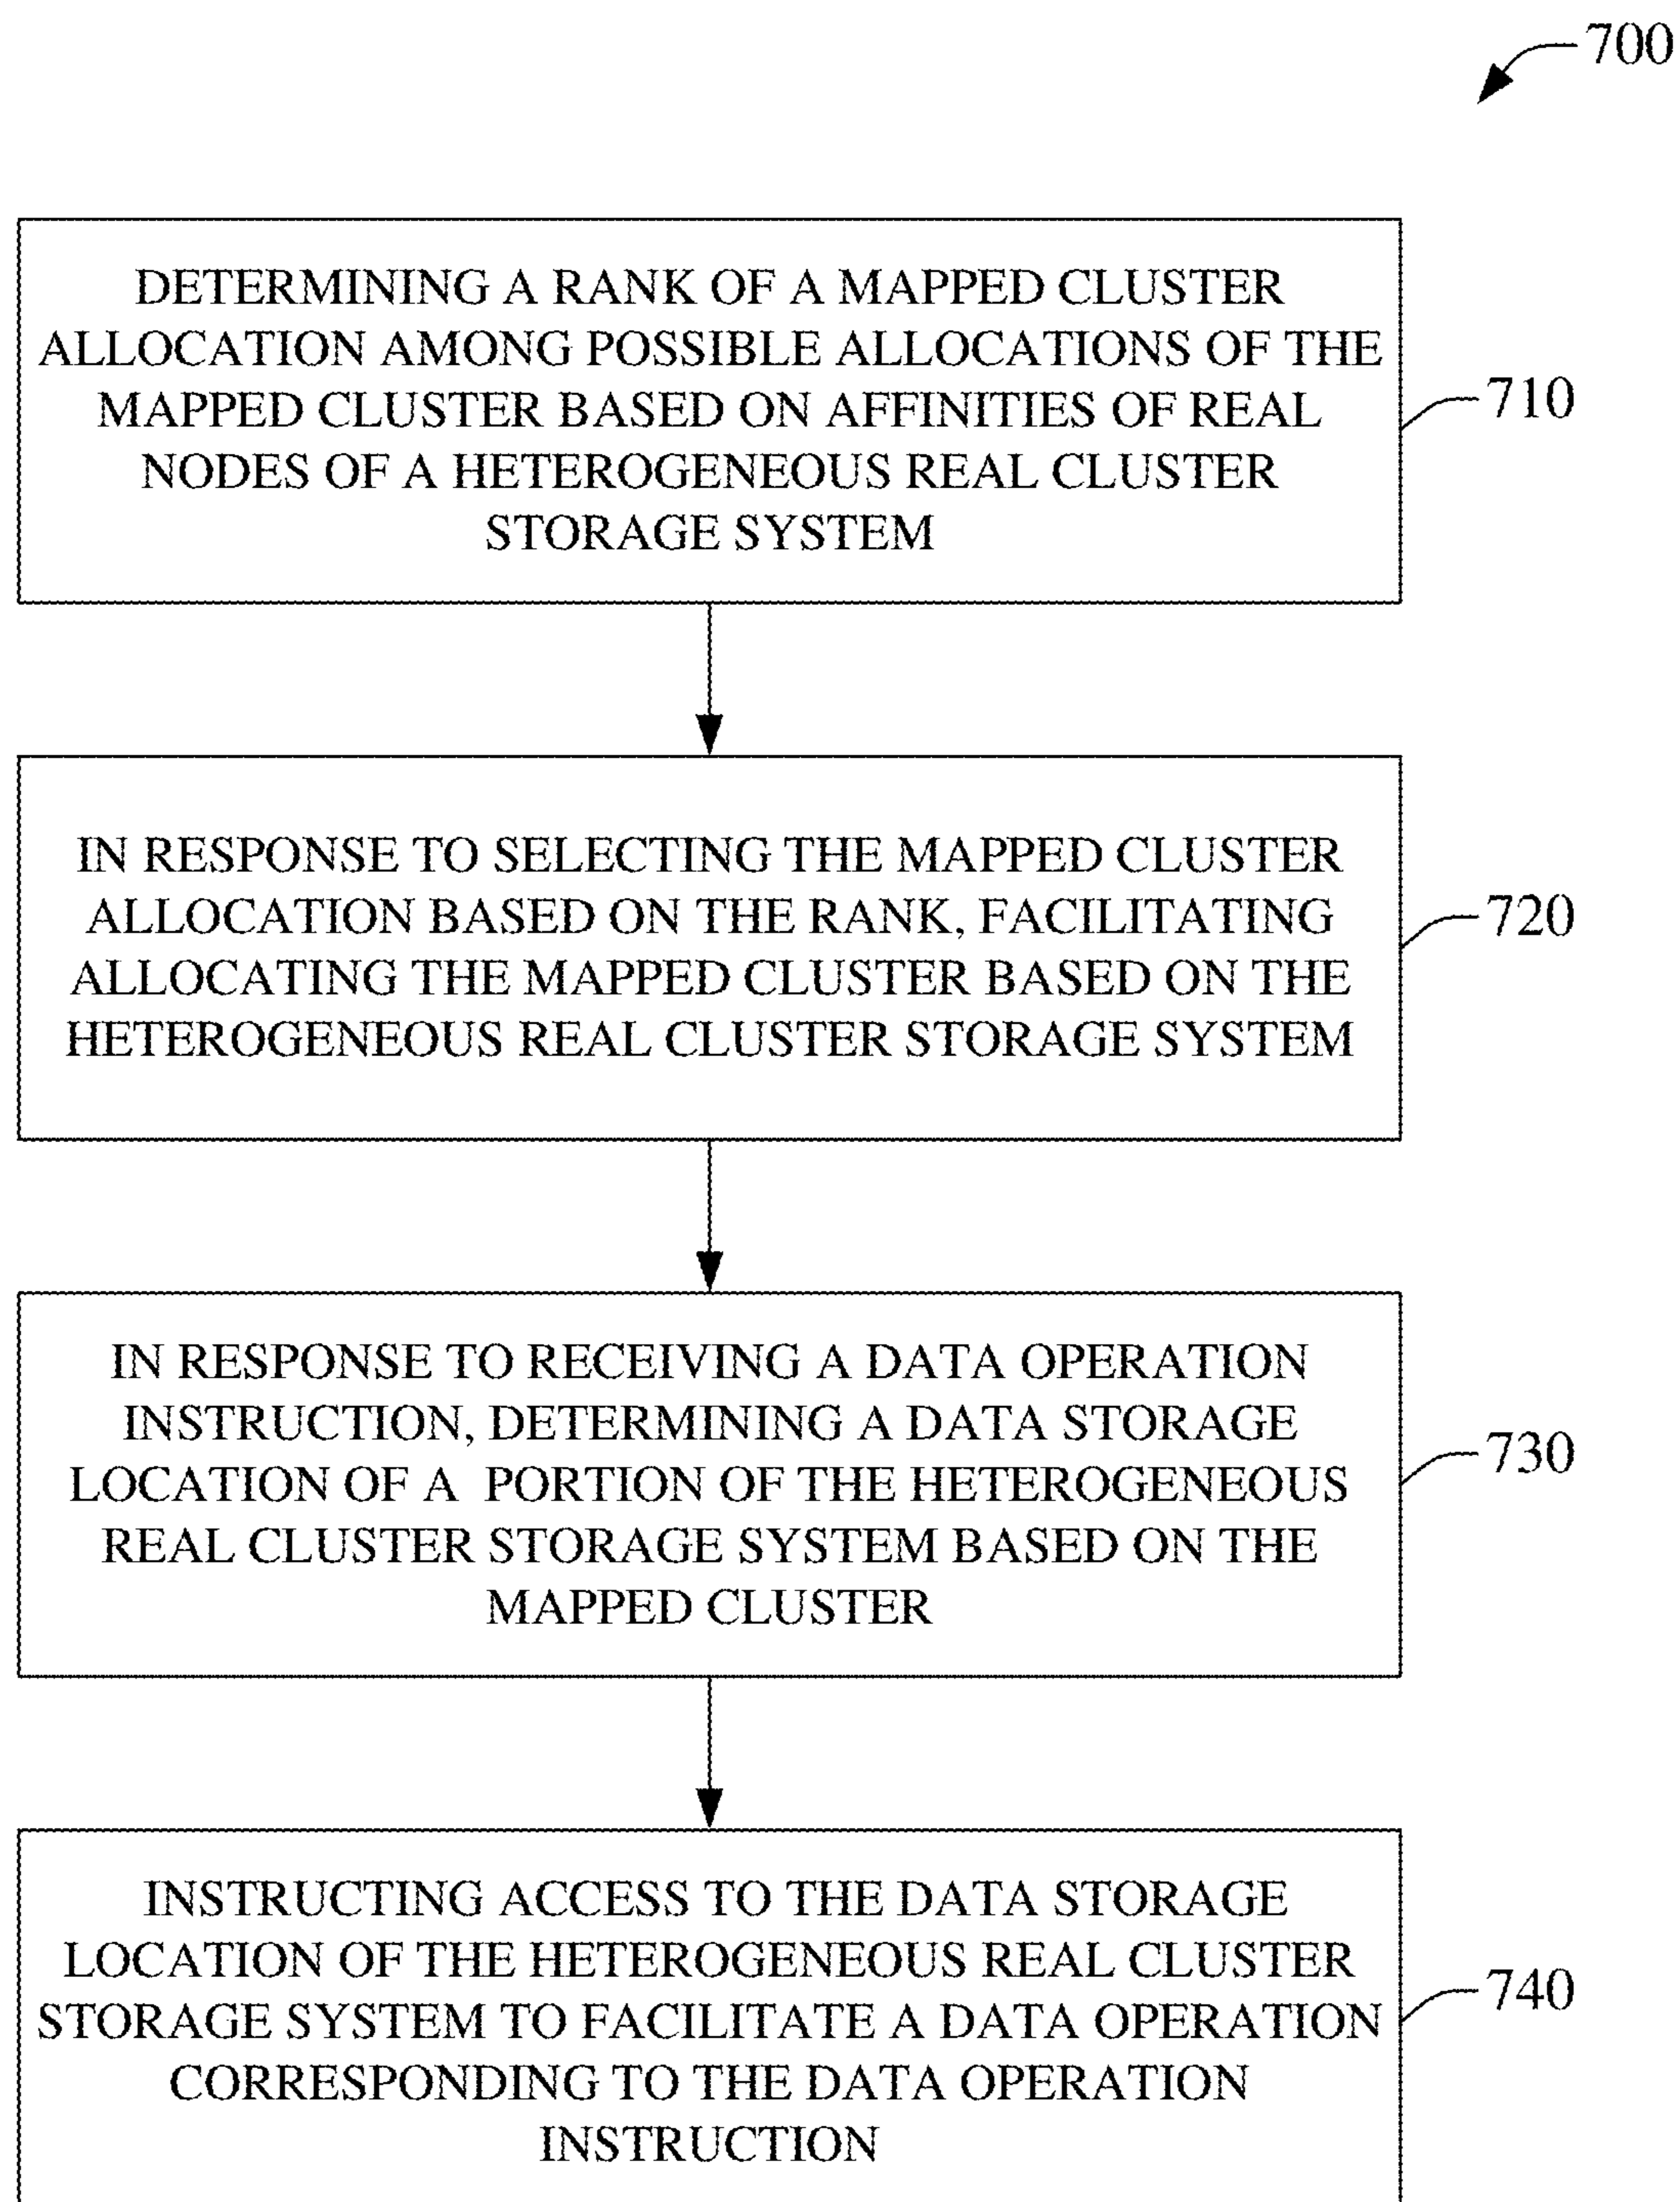 700
DETERMINING A RANK OF A MAPPED CLUSTER
ALLOCATION AMONG POSSIBLE ALLOCATIONS OF THE
MAPPED CLUSTER BASED ON AFFINITIES OF REAL
NODES OF A HETEROGENEOUS REAL CLUSTER
STORAGE SYSTEM
710
IN RESPONSE TO SELECTING THE MAPPED CLUSTER
ALLOCATION BASED ON THE RANK, FACILITATING
ALLOCATING THE MAPPED CLUSTER BASED ON THE
HETEROGENEOUS REAL CLUSTER STORAGE SYSTEM
720
IN RESPONSE TO RECEIVING A DATA OPERATION
INSTRUCTION, DETERMINING A DATA STORAGE
LOCATION OF A PORTION OF THE HETEROGENEOUS
REAL CLUSTER STORAGE SYSTEM BASED ON THE
MAPPED CLUSTER
730
INSTRUCTING ACCESS TO THE DATA STORAGE
LOCATION OF THE HETEROGENEOUS REAL CLUSTER
STORAGE SYSTEM TO FACILITATE A DATA OPERATION
CORRESPONDING TO THE DATA OPERATION
INSTRUCTION
740